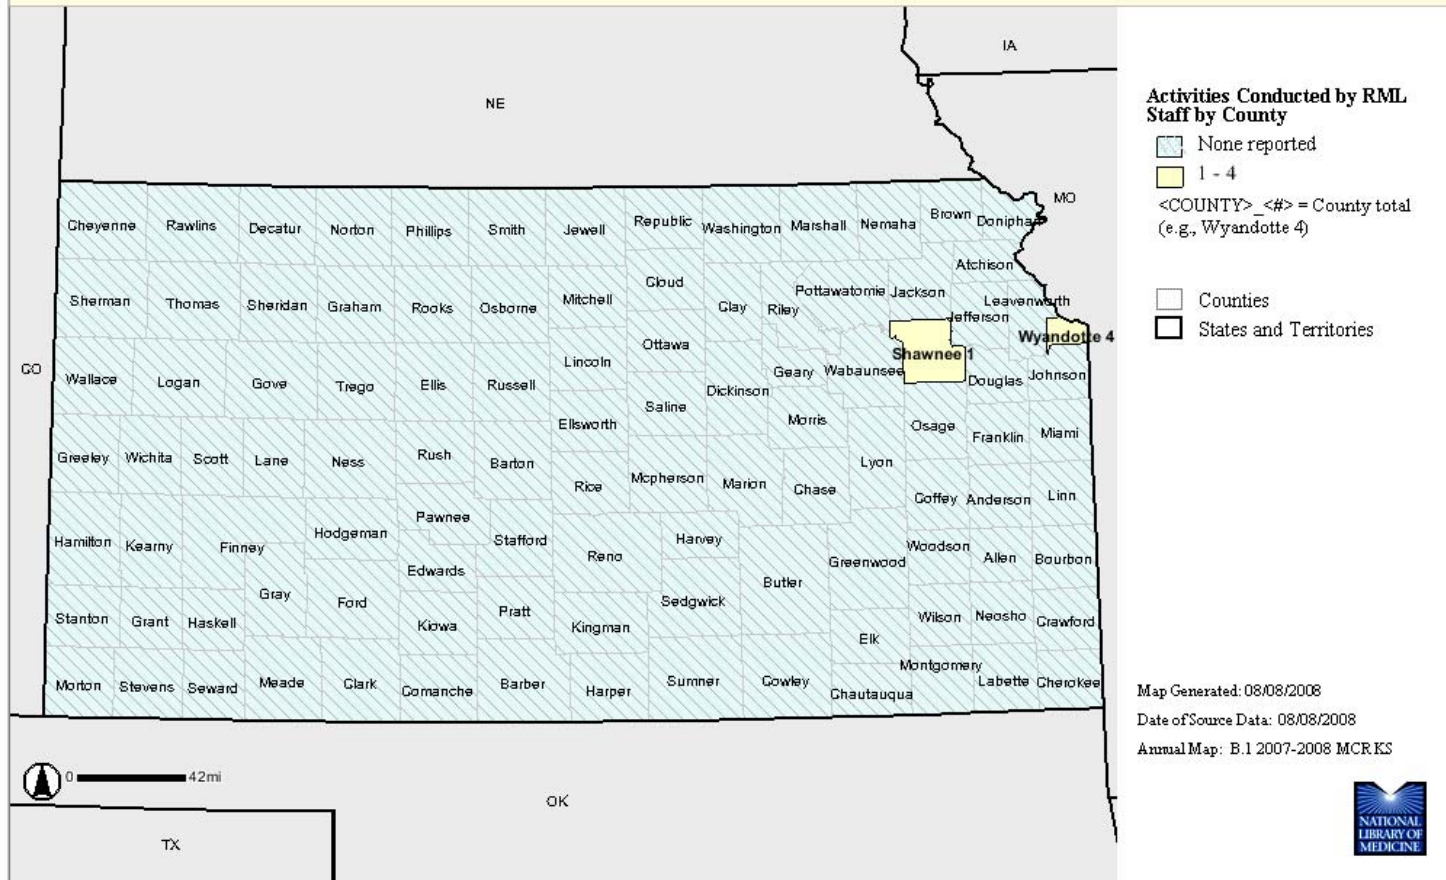 IA
NE
MO
CO
OK
TX
Cheyenne Rawlins Decatur Norton Phillips Smith Jewell Republic Washington Marshall Nemaha Brown Doniphan
Atchison
Sherman Thomas Sheridan Graham Rooks Osborne Mitchell Cloud Clay Riley Pottawatomie Jackson Jefferson Leavenworth
Wyandotte 4
Shawnee 1
Lincoln Ottawa
Wallace Logan Gove Trego Ellis Russell Dickinson Geary Wabaunsee Douglas Johnson
Ellsworth Saline Morris Osage Franklin Miami
Greeley Wichita Scott Lane Ness Rush Barton Rice Mcpherson Marion Chase Lyon Coffey Anderson Linn
Hamilton Kearny Finney Hodgeman Pawnee Stafford Reno Harvey Butler Greenwood Woodson Allen Bourbon
Edwards
Stanton Grant Haskell Gray Ford Kiowa Pratt Kingman Sedgwick Elk Wilson Neosho Crawford
Morton Stevens Seward Meade Clark Comanche Barber Harper Sumner Cowley Chautauqua Montgomery Labette Cherokee
0 42mi
Activities Conducted by RML
Staff by County
None reported
1 - 4
<COUNTY>_<#> = County total
(e.g., Wyandotte 4)
Counties
States and Territories
Map Generated: 08/08/2008
Date of Source Data: 08/08/2008
Annual Map: B.1 2007-2008 MCR KS
NATIONAL
LIBRARY OF
MEDICINE